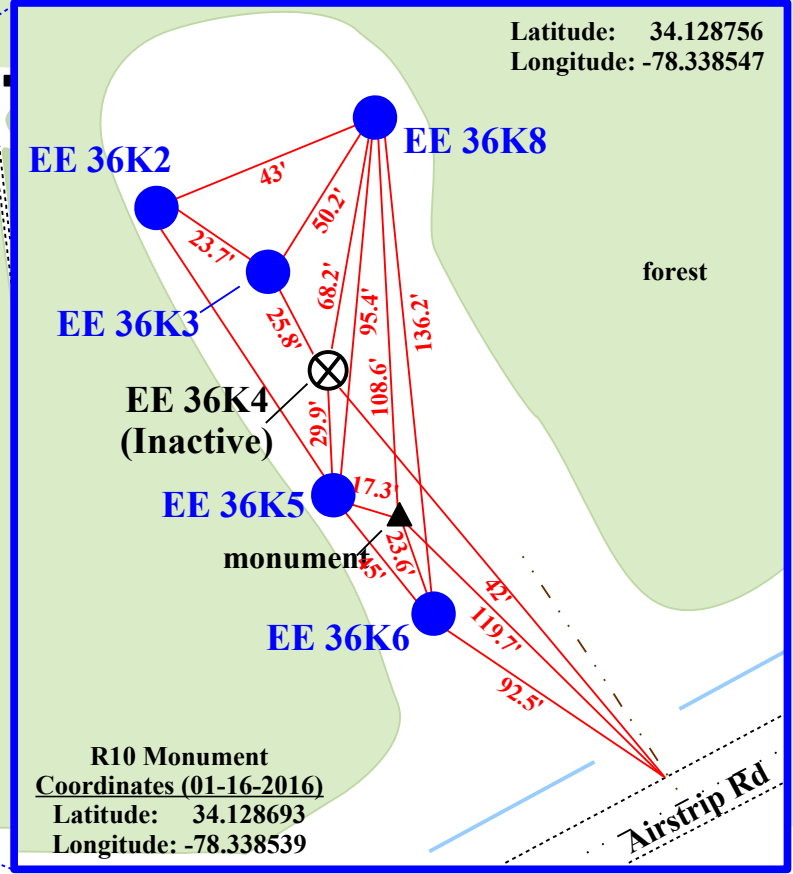 Latitude: 34.128756
Longitude: -78.338547
EE 36K8
EE 36K2
43'
50.2'
23.7'
forest
EE 36K3
68.2'
95.4'
136.2'
25.8'
108.6'
EE 36K4
(Inactive)
29.9'
17.3'
EE 36K5
monument
23.6'
45'
42'
119.7'
EE 36K6
92.5'
R10 Monument
Coordinates (01-16-2016)
Latitude: 34.128693
Longitude: -78.338539
Airstrip Rd